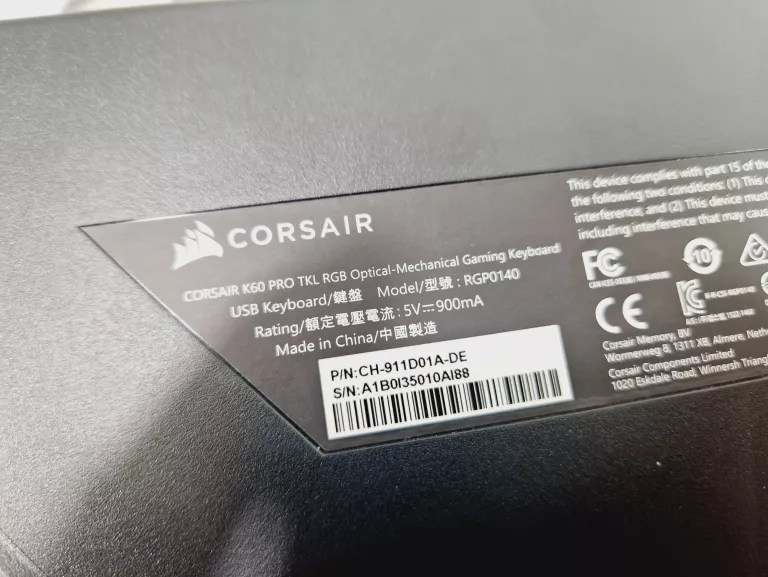 CORSAIR
CORSAIR K60 PRO TKL RGB Optical-Mechanical Gaming Keyboard
USB Keyboard/鍵盤 Model/型號 : RGP0140
Rating/額定電壓電流 : 5V⎓900mA
Made in China/中國製造
P/N:CH-911D01A-DE
S/N:A1B0I35010AI88
This device complies with part 15 of the
the following two conditions: (1) This
interference, and (2) This device must
including interference that may cause
FC
10
CE
Corsair Memory, BV
Wormerweg 8, 1311 XB, Almere, Neth
Corsair Components Limited
1020 Eskdale Road, Winnersh Triangl